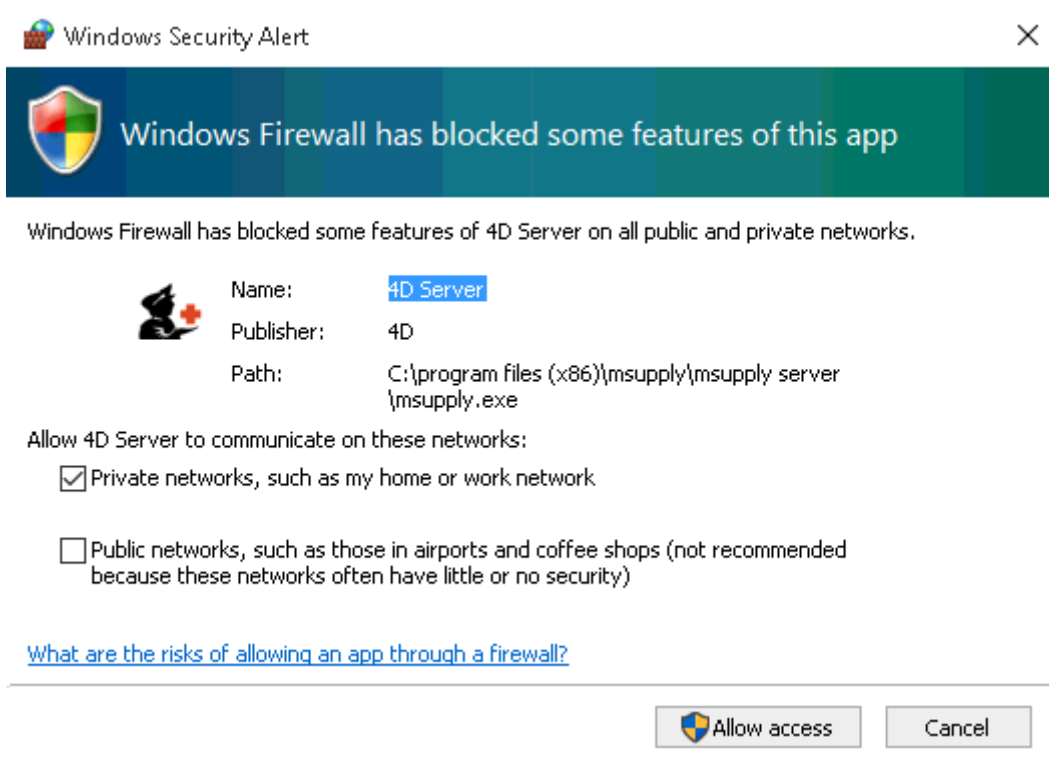 Windows Security Alert
Windows Firewall has blocked some features of this app
Windows Firewall has blocked some features of 4D Server on all public and private networks.
Name: 4D Server
Publisher: 4D
Path: C:\program files (x86)\msupply\msupply server
\msupply.exe
Allow 4D Server to communicate on these networks:
Private networks, such as my home or work network
Public networks, such as those in airports and coffee shops (not recommended
because these networks often have little or no security)
What are the risks of allowing an app through a firewall?
Allow access Cancel